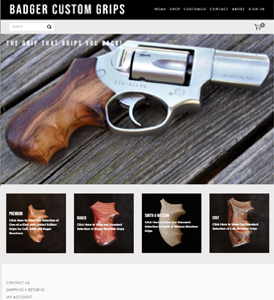 BADGER CUSTOM GRIPS
HOME SHOP CUSTOMIZE CONTACT ABOUT SIGN IN
THE GRIP THAT GRIPS YOU BACK!
PREMIUM
Click Here to View Our Selection of
One-of-a-Kind and Limited Edition
Grips for Colt, S&W and Ruger
Revolvers
RUGER
Click Here to View Our Standard
Selection of Ruger Revolver Grips
SMITH & WESSON
Click Here to View Our Standard
Selection of Smith & Wesson Revolver
Grips
COLT
Click Here to View Our Standard
Selection of Colt Revolver Grips
CONTACT US
SHIPPING + RETURNS
MY ACCOUNT